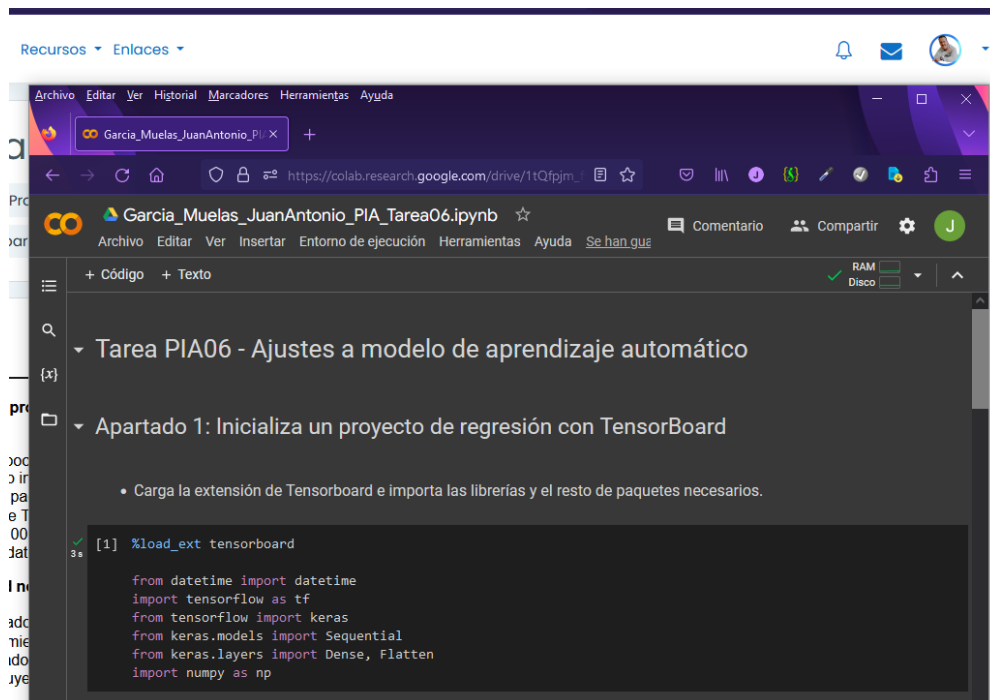 Recursos Enlaces
Archivo Editar Ver Historial Marcadores Herramientas Ayuda
Garcia_Muelas_JuanAntonio_PI
https://colab.research.google.com/drive/1tQfpjm_
Garcia_Muelas_JuanAntonio_PIA_Tarea06.ipynb
Comentario Compartir J
Archivo Editar Ver Insertar Entorno de ejecución Herramientas Ayuda Se han gua
+ Código + Texto
RAM
Disco
Tarea PIA06 - Ajustes a modelo de aprendizaje automático
{x}
Apartado 1: Inicializa un proyecto de regresión con TensorBoard
• Carga la extensión de Tensorboard e importa las librerías y el resto de paquetes necesarios.
[1] %load_ext tensorboard
3 s
from datetime import datetime
import tensorflow as tf
from tensorflow import keras
from keras.models import Sequential
from keras.layers import Dense, Flatten
import numpy as np